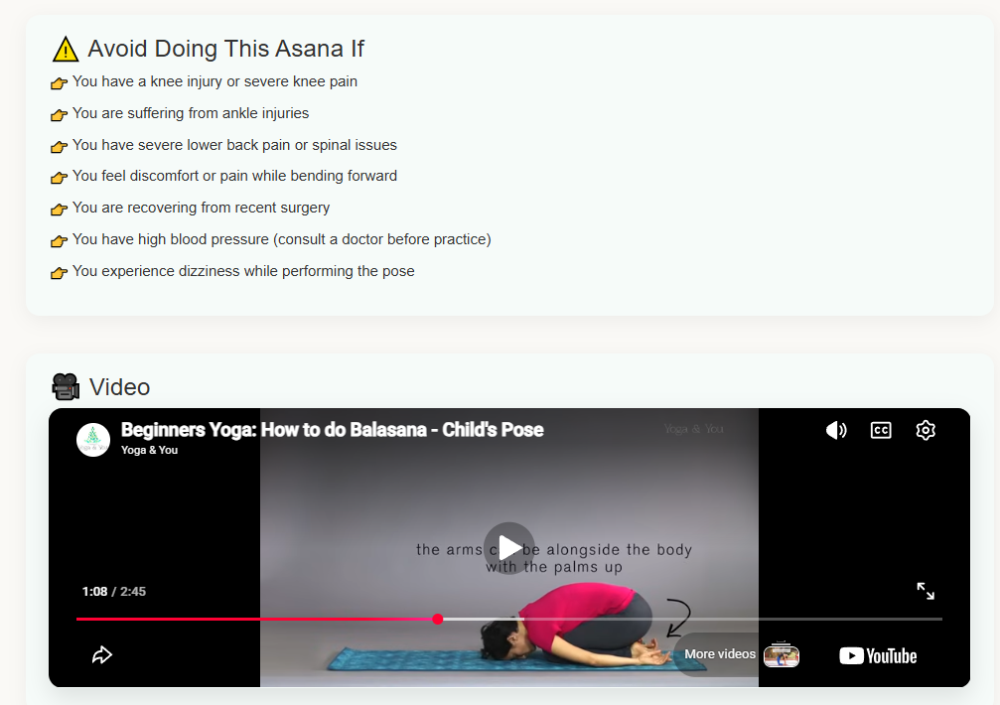 Avoid Doing This Asana If
You have a knee injury or severe knee pain
You are suffering from ankle injuries
You have severe lower back pain or spinal issues
You feel discomfort or pain while bending forward
You are recovering from recent surgery
You have high blood pressure (consult a doctor before practice)
You experience dizziness while performing the pose
Video
Beginners Yoga: How to do Balasana - Child's Pose
Yoga & You
Yoga & You
CC
the arms be alongside the body
with the palms up
1:08 / 2:45
More videos
YouTube